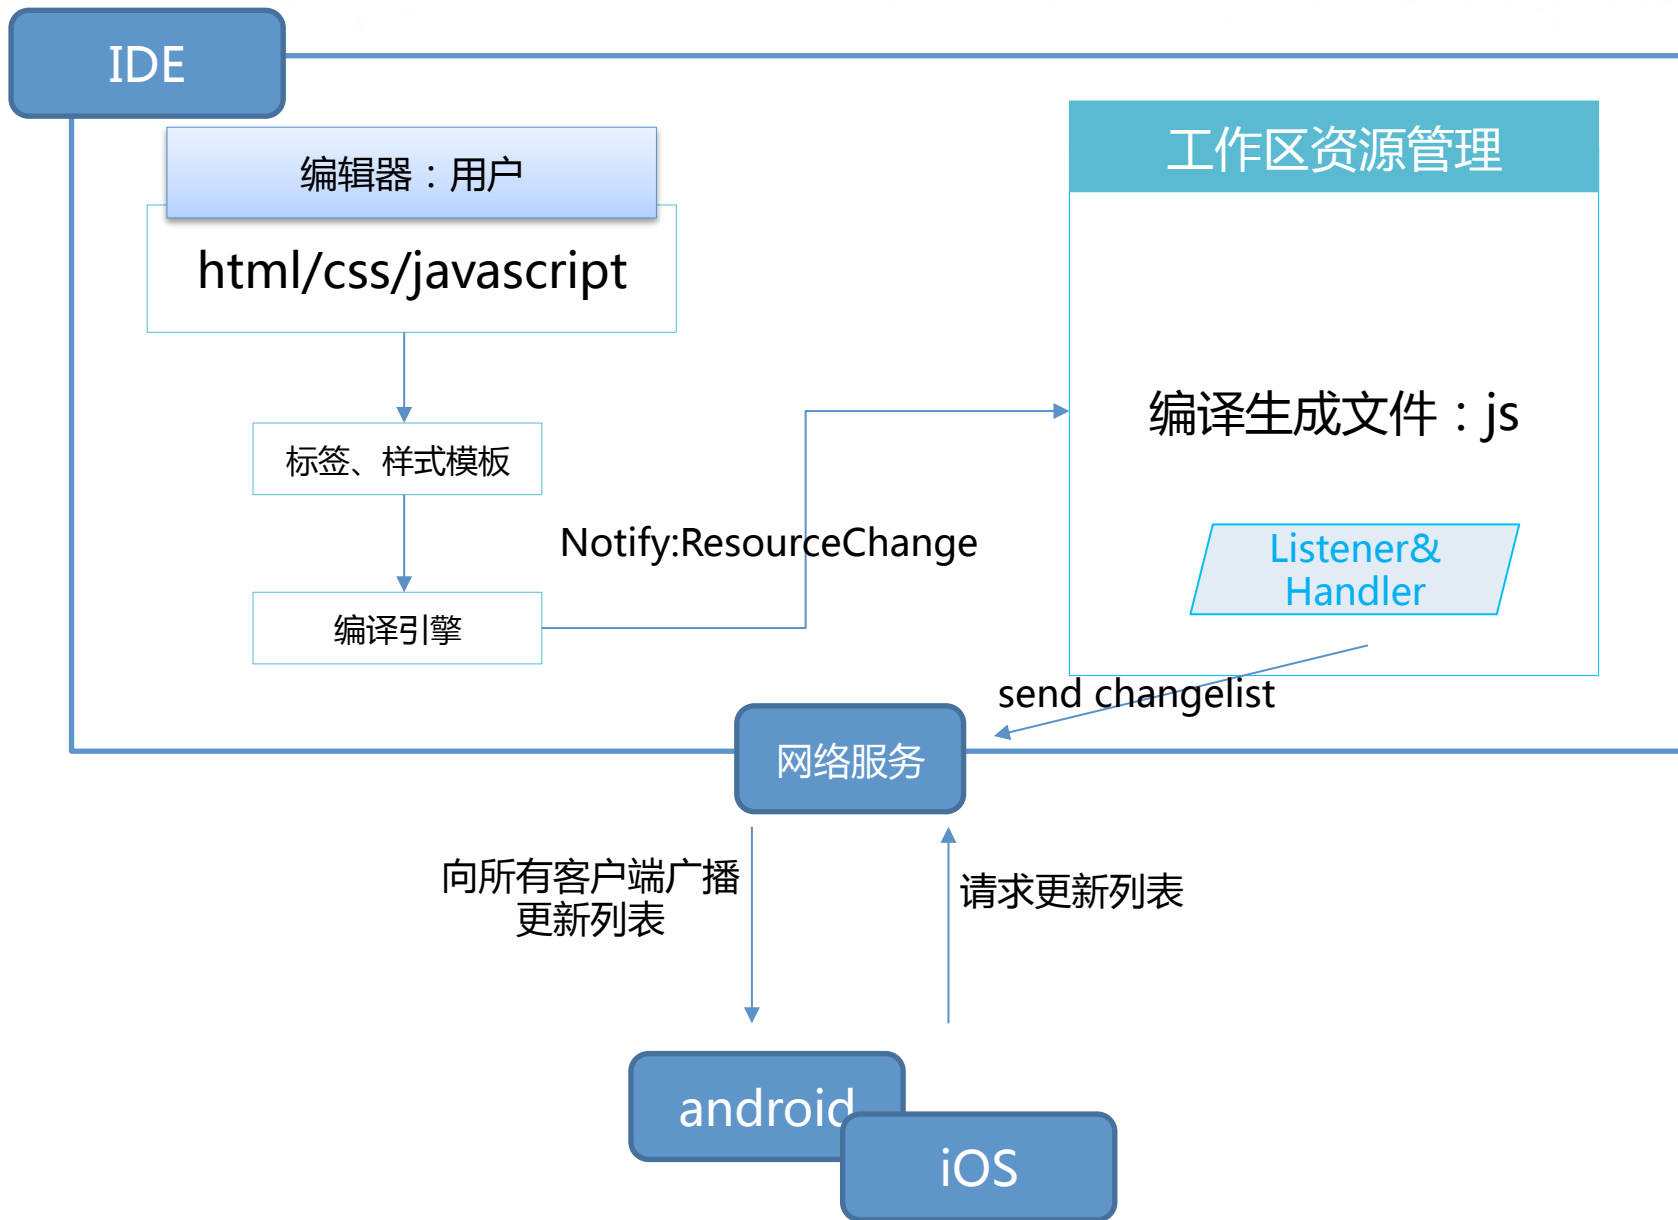 IDE
编辑器：用户
html/css/javascript
标签、样式模板
编译引擎
Notify:ResourceChange
工作区资源管理
编译生成文件：js
Listener&
Handler
send changelist
网络服务
向所有客户端广播
更新列表
请求更新列表
android
iOS